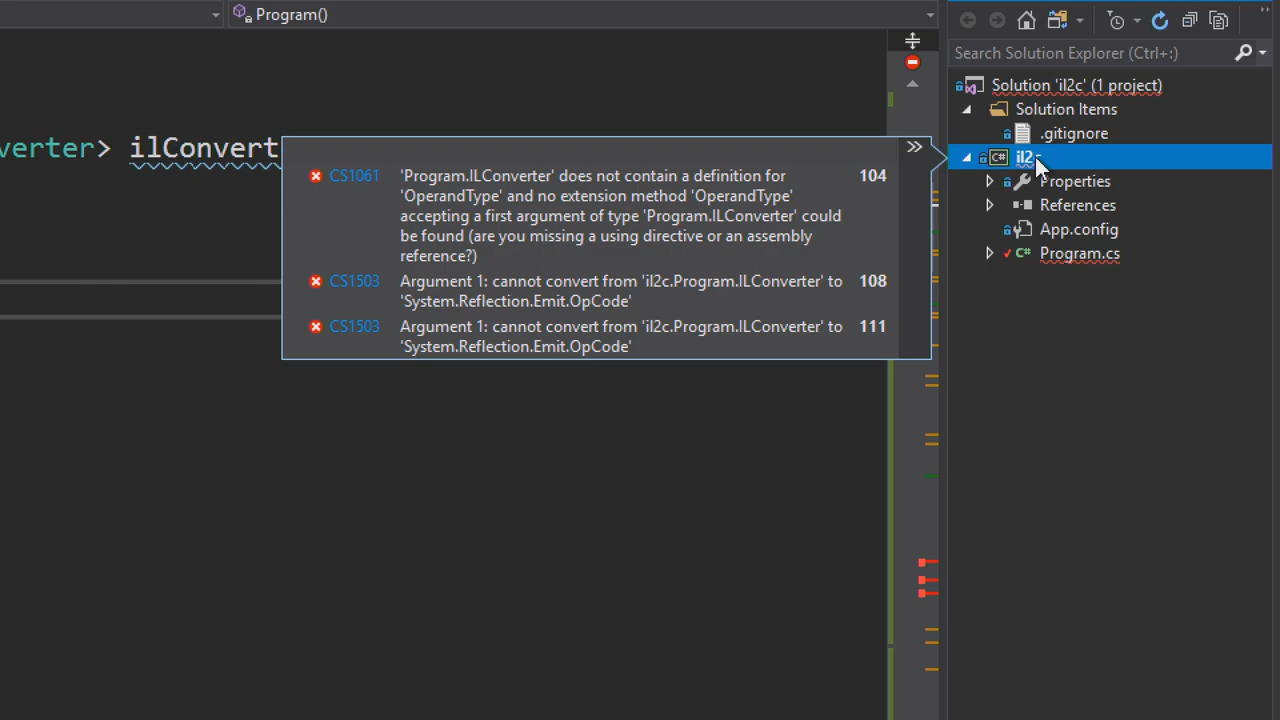 Program()
Search Solution Explorer (Ctrl+:)
Solution 'il2c' (1 project)
Solution Items
.gitignore
verter> ilConvert
C#
Properties
References
App.config
C# Program.cs
CS1061 'Program.ILConverter' does not contain a definition for 104
'OperandType' and no extension method 'OperandType'
accepting a first argument of type 'Program.ILConverter' could
be found (are you missing a using directive or an assembly
reference?)
CS1503 Argument 1: cannot convert from 'il2c.Program.ILConverter' to 108
'System.Reflection.Emit.OpCode'
CS1503 Argument 1: cannot convert from 'il2c.Program.ILConverter' to 111
'System.Reflection.Emit.OpCode'